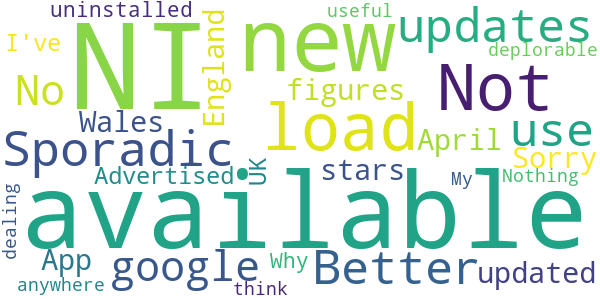 uninstalled
useful
I've
NI
new
updates
deplorable
No
England
figures
Not
Wales
load
April
use
Sporadic
UK
stars
Sorry
Advertised
My
Nothing
dealing
available
App
google
Why
Better
updated
anywhere
think